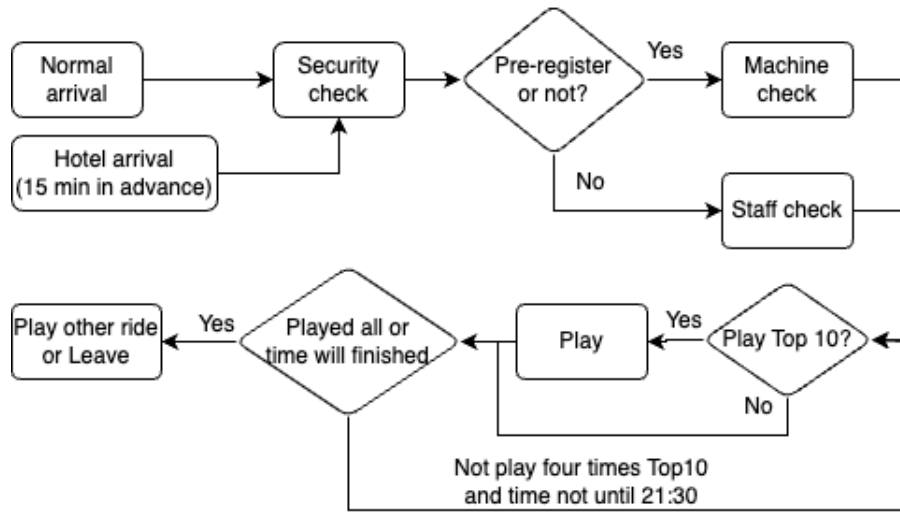 Normal
arrival
Security
check
Pre-register
or not?
Yes
Machine
check
Hotel arrival
(15 min in advance)
No
Staff check
Play other ride
or Leave
Yes
Played all or
time will finished
Play
Yes
Play Top 10?
No
Not play four times Top10
and time not until 21:30